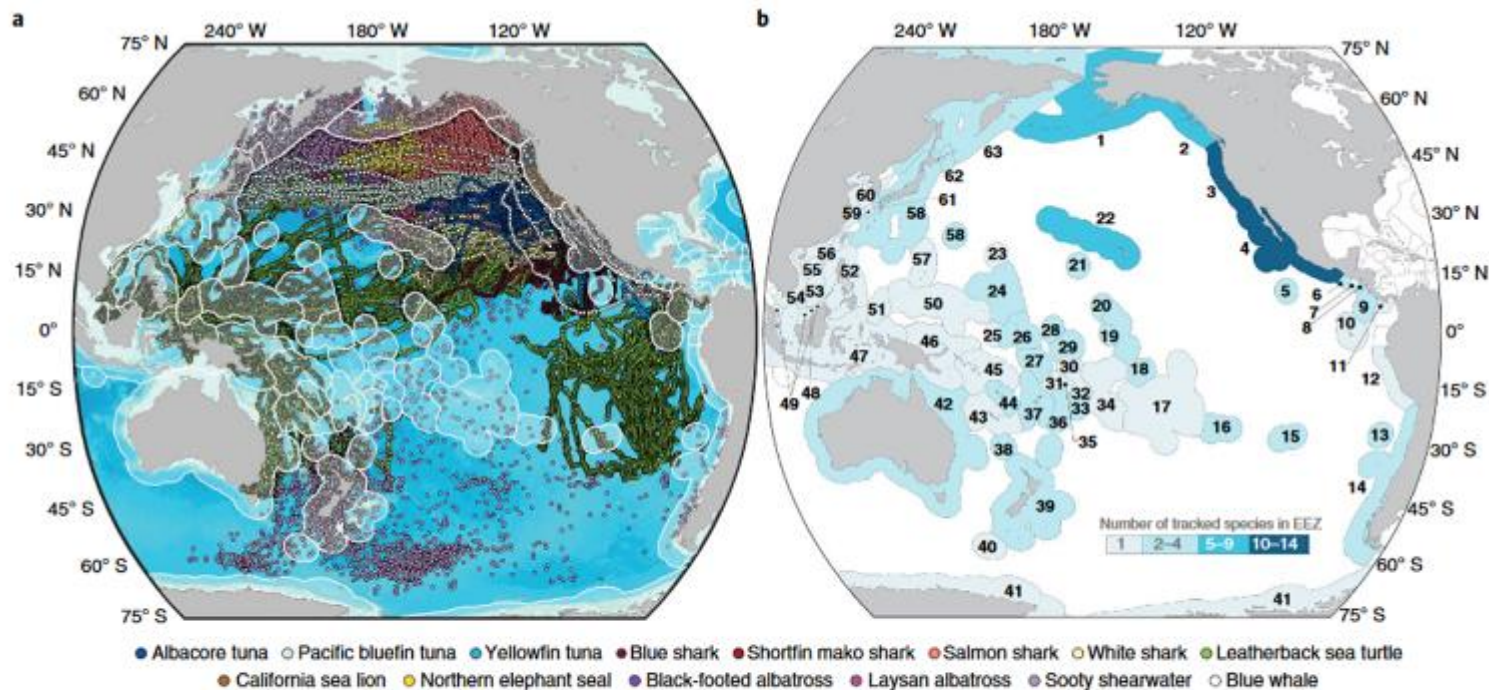 a
240° W 180° W 120° W
75° N
60° N
45° N
30° N
15° N
0°
15° S
30° S
45° S
60° S
75° S
b
240° W 180° W 120° W
75° N
60° N
45° N
30° N
15° N
0°
15° S
30° S
45° S
60° S
75° S
1
2
63
62
3
60
61
59
58
22
58
4
56
23
57
21
55
52
24
5
6
53
54
50
20
7
9
51
8
10
28
19
25
26
46
29
11
27
30
47
18
45
31
12
48
32
49
42
44
17
34
33
43
37
36
16
13
15
35
38
14
39
Number of tracked species in EEZ
1 2–4 5–9 10–14
40
41
41
Albacore tuna Pacific bluefin tuna Yellowfin tuna Blue shark Shortfin mako shark Salmon shark White shark Leatherback sea turtle
California sea lion Northern elephant seal Black-footed albatross Laysan albatross Sooty shearwater Blue whale